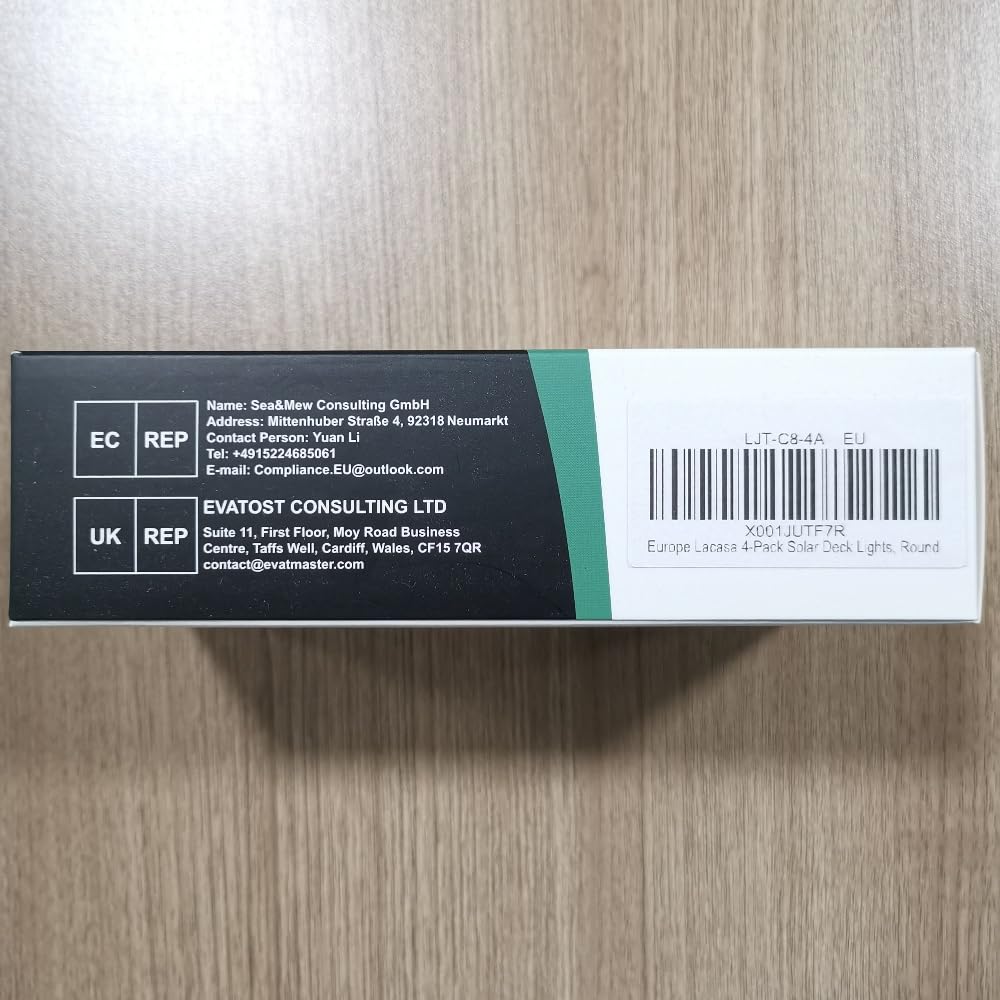 EC REP
Name: Sea&Mew Consulting GmbH
Address: Mittenhuber Straße 4, 92318 Neumarkt
Contact Person: Yuan Li
Tel: +4915224685061
E-mail: Compliance.EU@outlook.com
UK REP
EVATOST CONSULTING LTD
Suite 11, First Floor, Moy Road Business
Centre, Taffs Well, Cardiff, Wales, CF15 7QR
contact@evatmaster.com
LJT-C8-4A EU
X001JUTF7R
Europe Lacasa 4-Pack Solar Deck Lights, Round